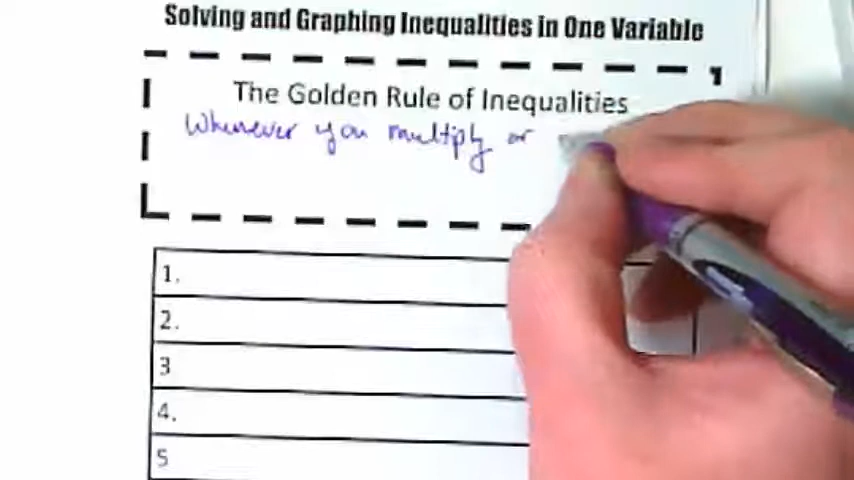 Solving and Graphing Inequalities in One Variable
The Golden Rule of Inequalities
Whenever you multiply or
1.
2.
3
4.
5